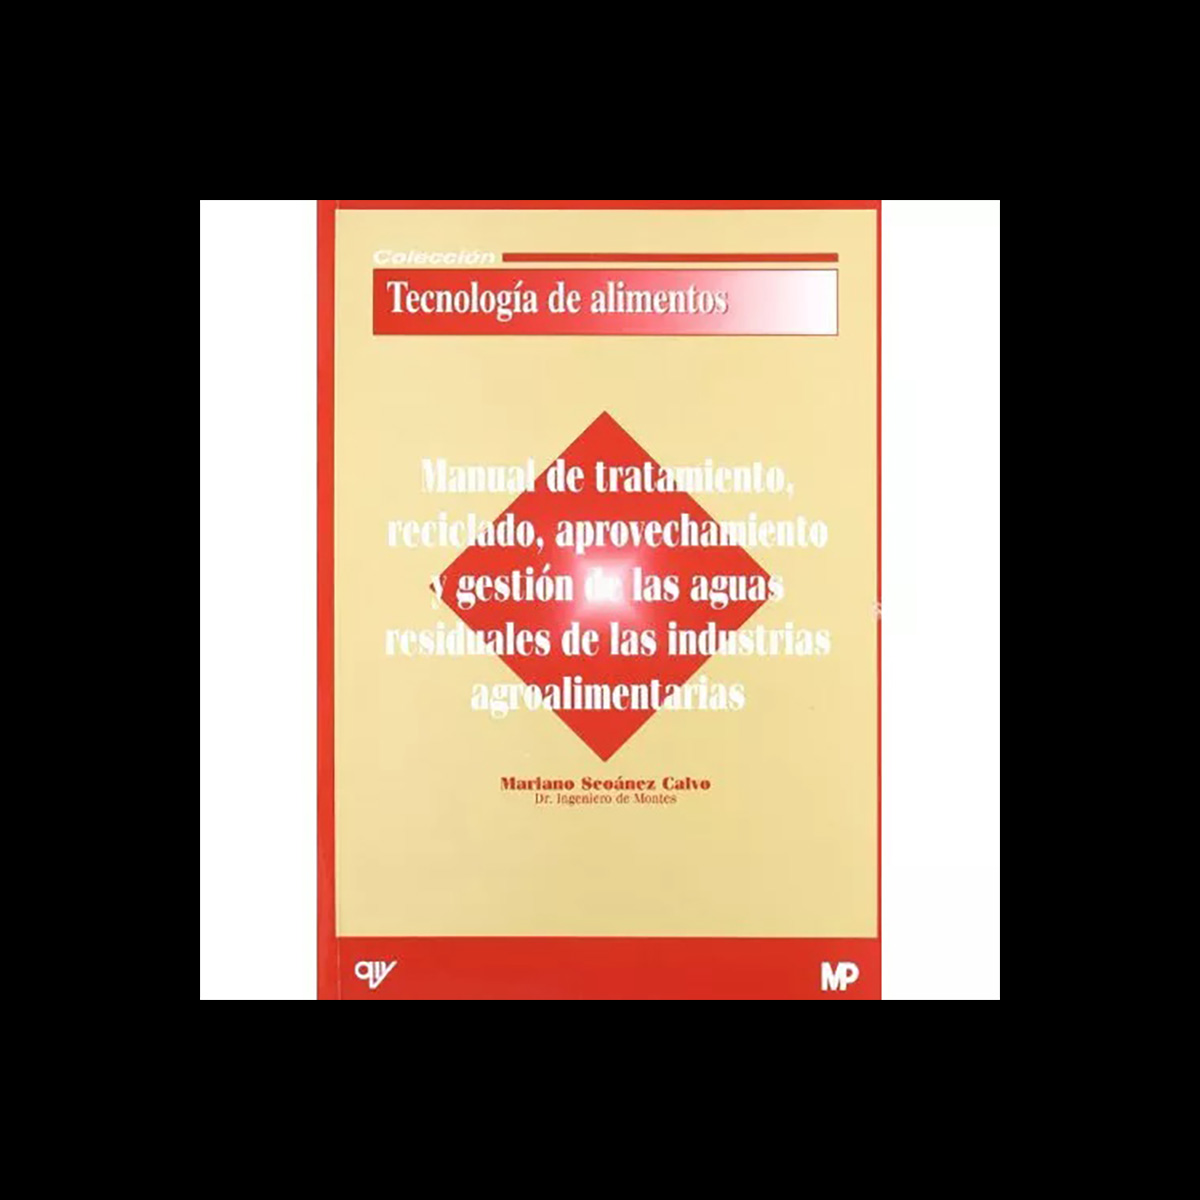 Colección
Tecnología de alimentos
Manual de tratamiento,
reciclado, aprovechamiento
y gestión de las aguas
residuales de las industrias
agroalimentarias
Mariano Seoánez Calvo
Dr. Ingeniero de Montes
MP